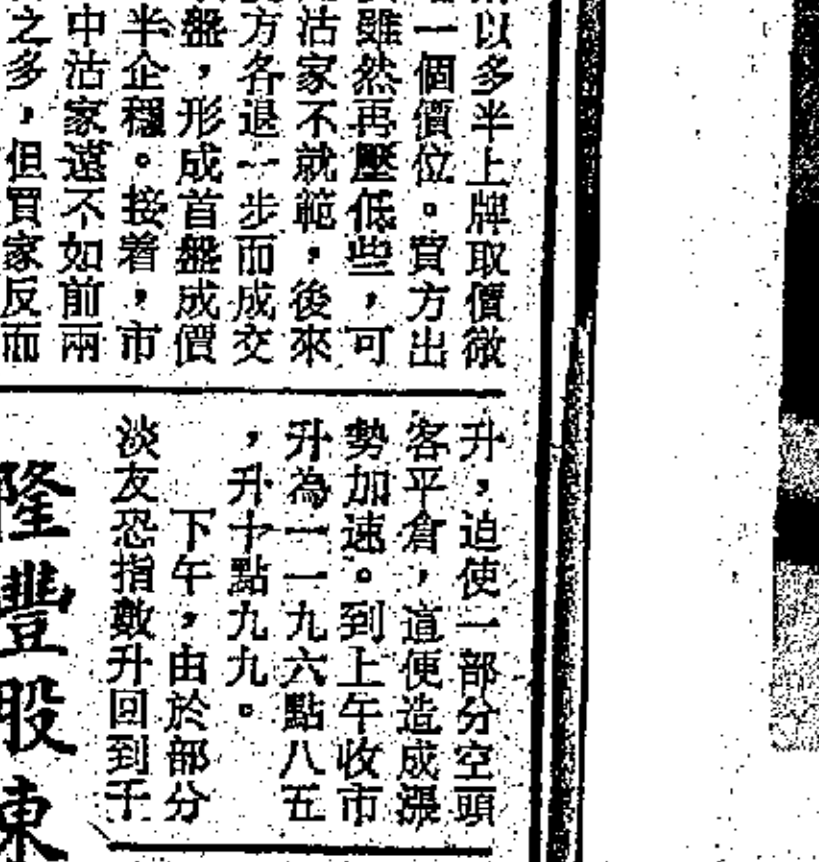 以多半上牌取價微
一個價位。買方出
雖然再壓低些，可
沽家不就範，後來
方各退一步而成交
盤，形成首盤成價
半企穩。接着，市
中沽家遠不如前兩
之多，但買家反而
升，迫使一部分空頭
客平倉，這便造成漲
勢加速。到上午收市
升為一一九六點八五
，升十點九九。
下午，由於部分
淡友恐指數升回到千
隆豐股東